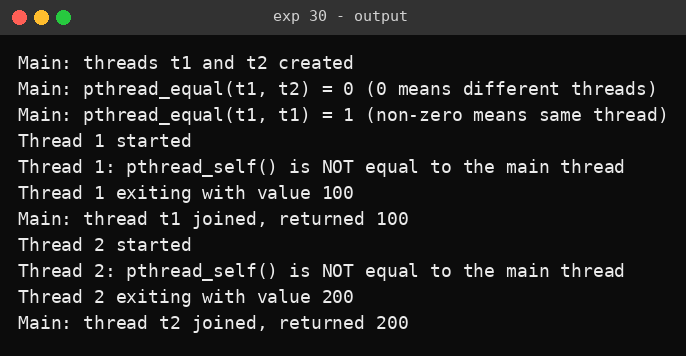 exp 30 - output
Main: threads t1 and t2 created
Main: pthread_equal(t1, t2) = 0 (0 means different threads)
Main: pthread_equal(t1, t1) = 1 (non-zero means same thread)
Thread 1 started
Thread 1: pthread_self() is NOT equal to the main thread
Thread 1 exiting with value 100
Main: thread t1 joined, returned 100
Thread 2 started
Thread 2: pthread_self() is NOT equal to the main thread
Thread 2 exiting with value 200
Main: thread t2 joined, returned 200